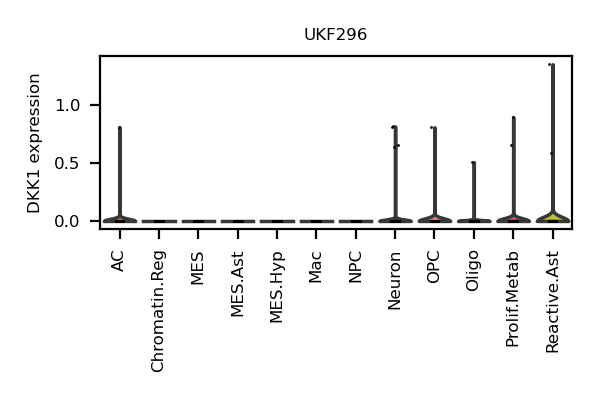 UKF296
DKK1 expression
1.0
0.5
0.0
AC
Chromatin.Reg
MES
MES.Ast
MES.Hyp
Mac
NPC
Neuron
OPC
Oligo
Prolif.Metab
Reactive.Ast